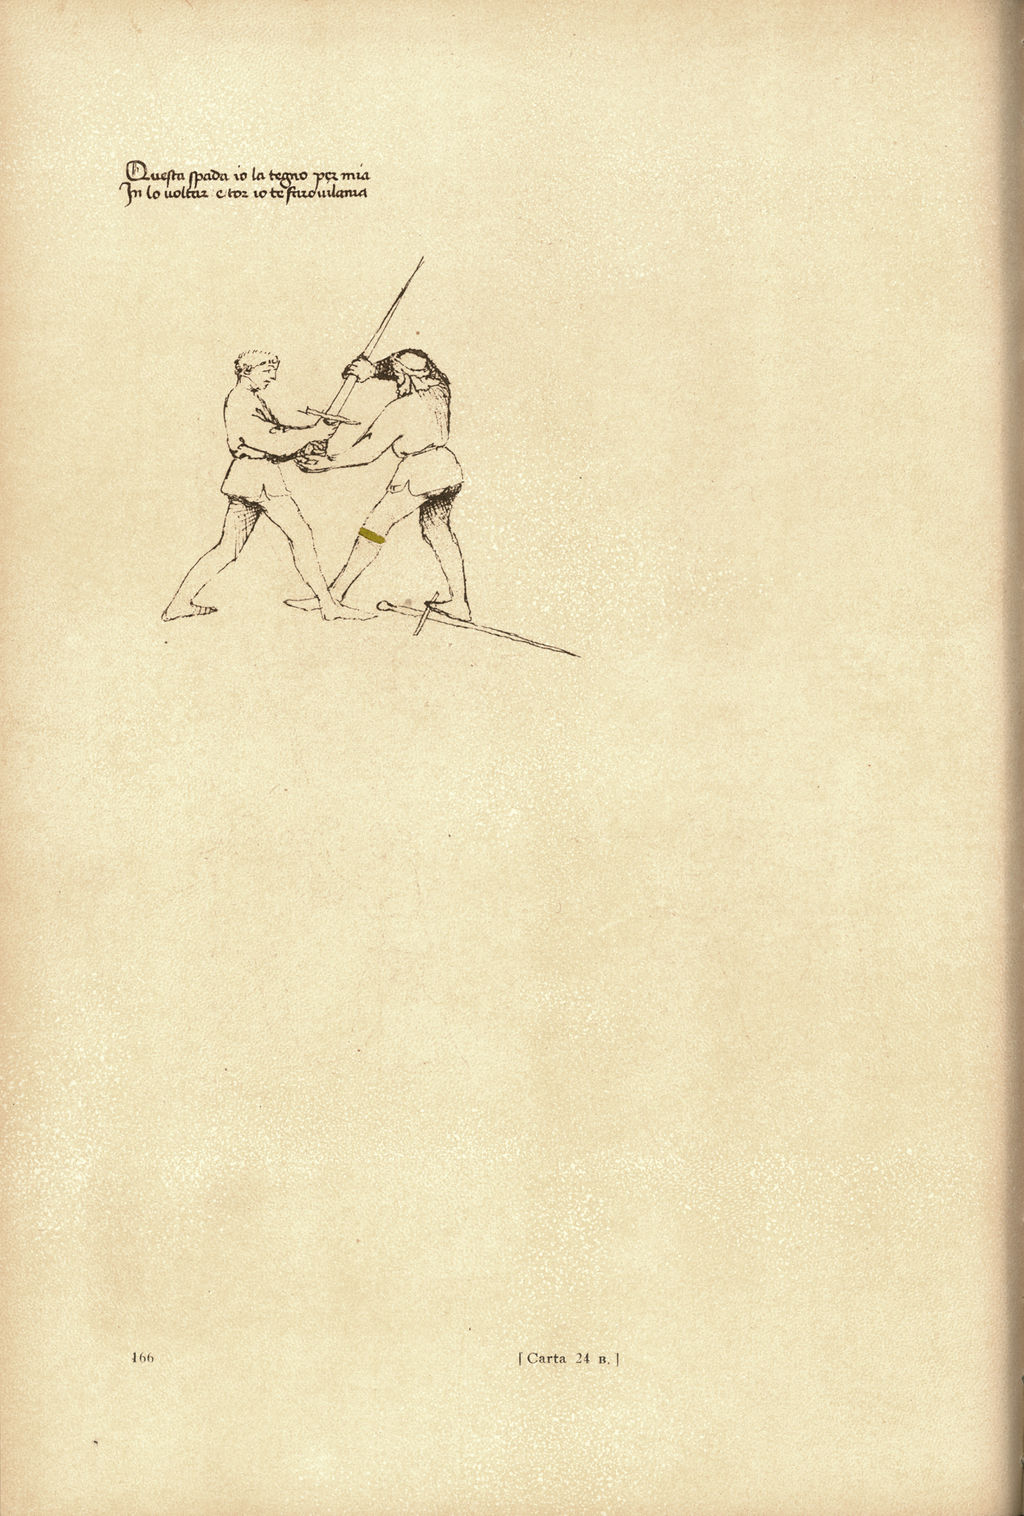 Questa spada io la tegno per mia
In lo voltar e tor io te faro vilania
166
[Carta 24 B.]